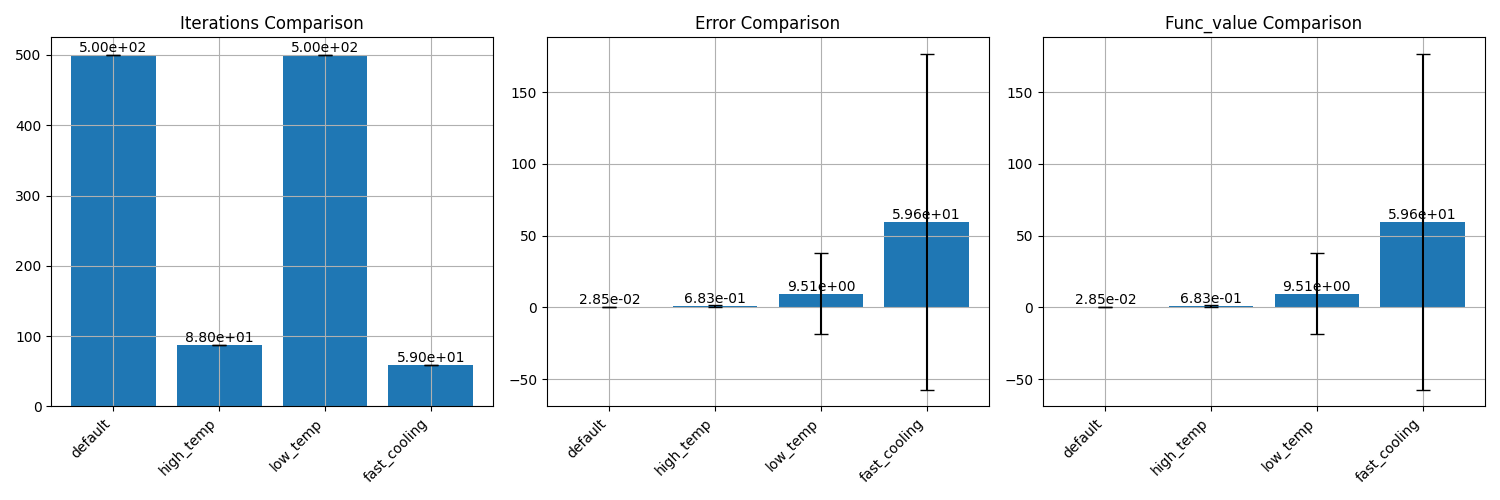 Iterations Comparison
500
400
300
200
100
0
5.00e+02
8.80e+01
5.00e+02
5.90e+01
default
high_temp
low_temp
fast_cooling
Error Comparison
150
100
50
0
−50
2.85e-02
6.83e-01
9.51e+00
5.96e+01
default
high_temp
low_temp
fast_cooling
Func_value Comparison
150
100
50
0
−50
2.85e-02
6.83e-01
9.51e+00
5.96e+01
default
high_temp
low_temp
fast_cooling